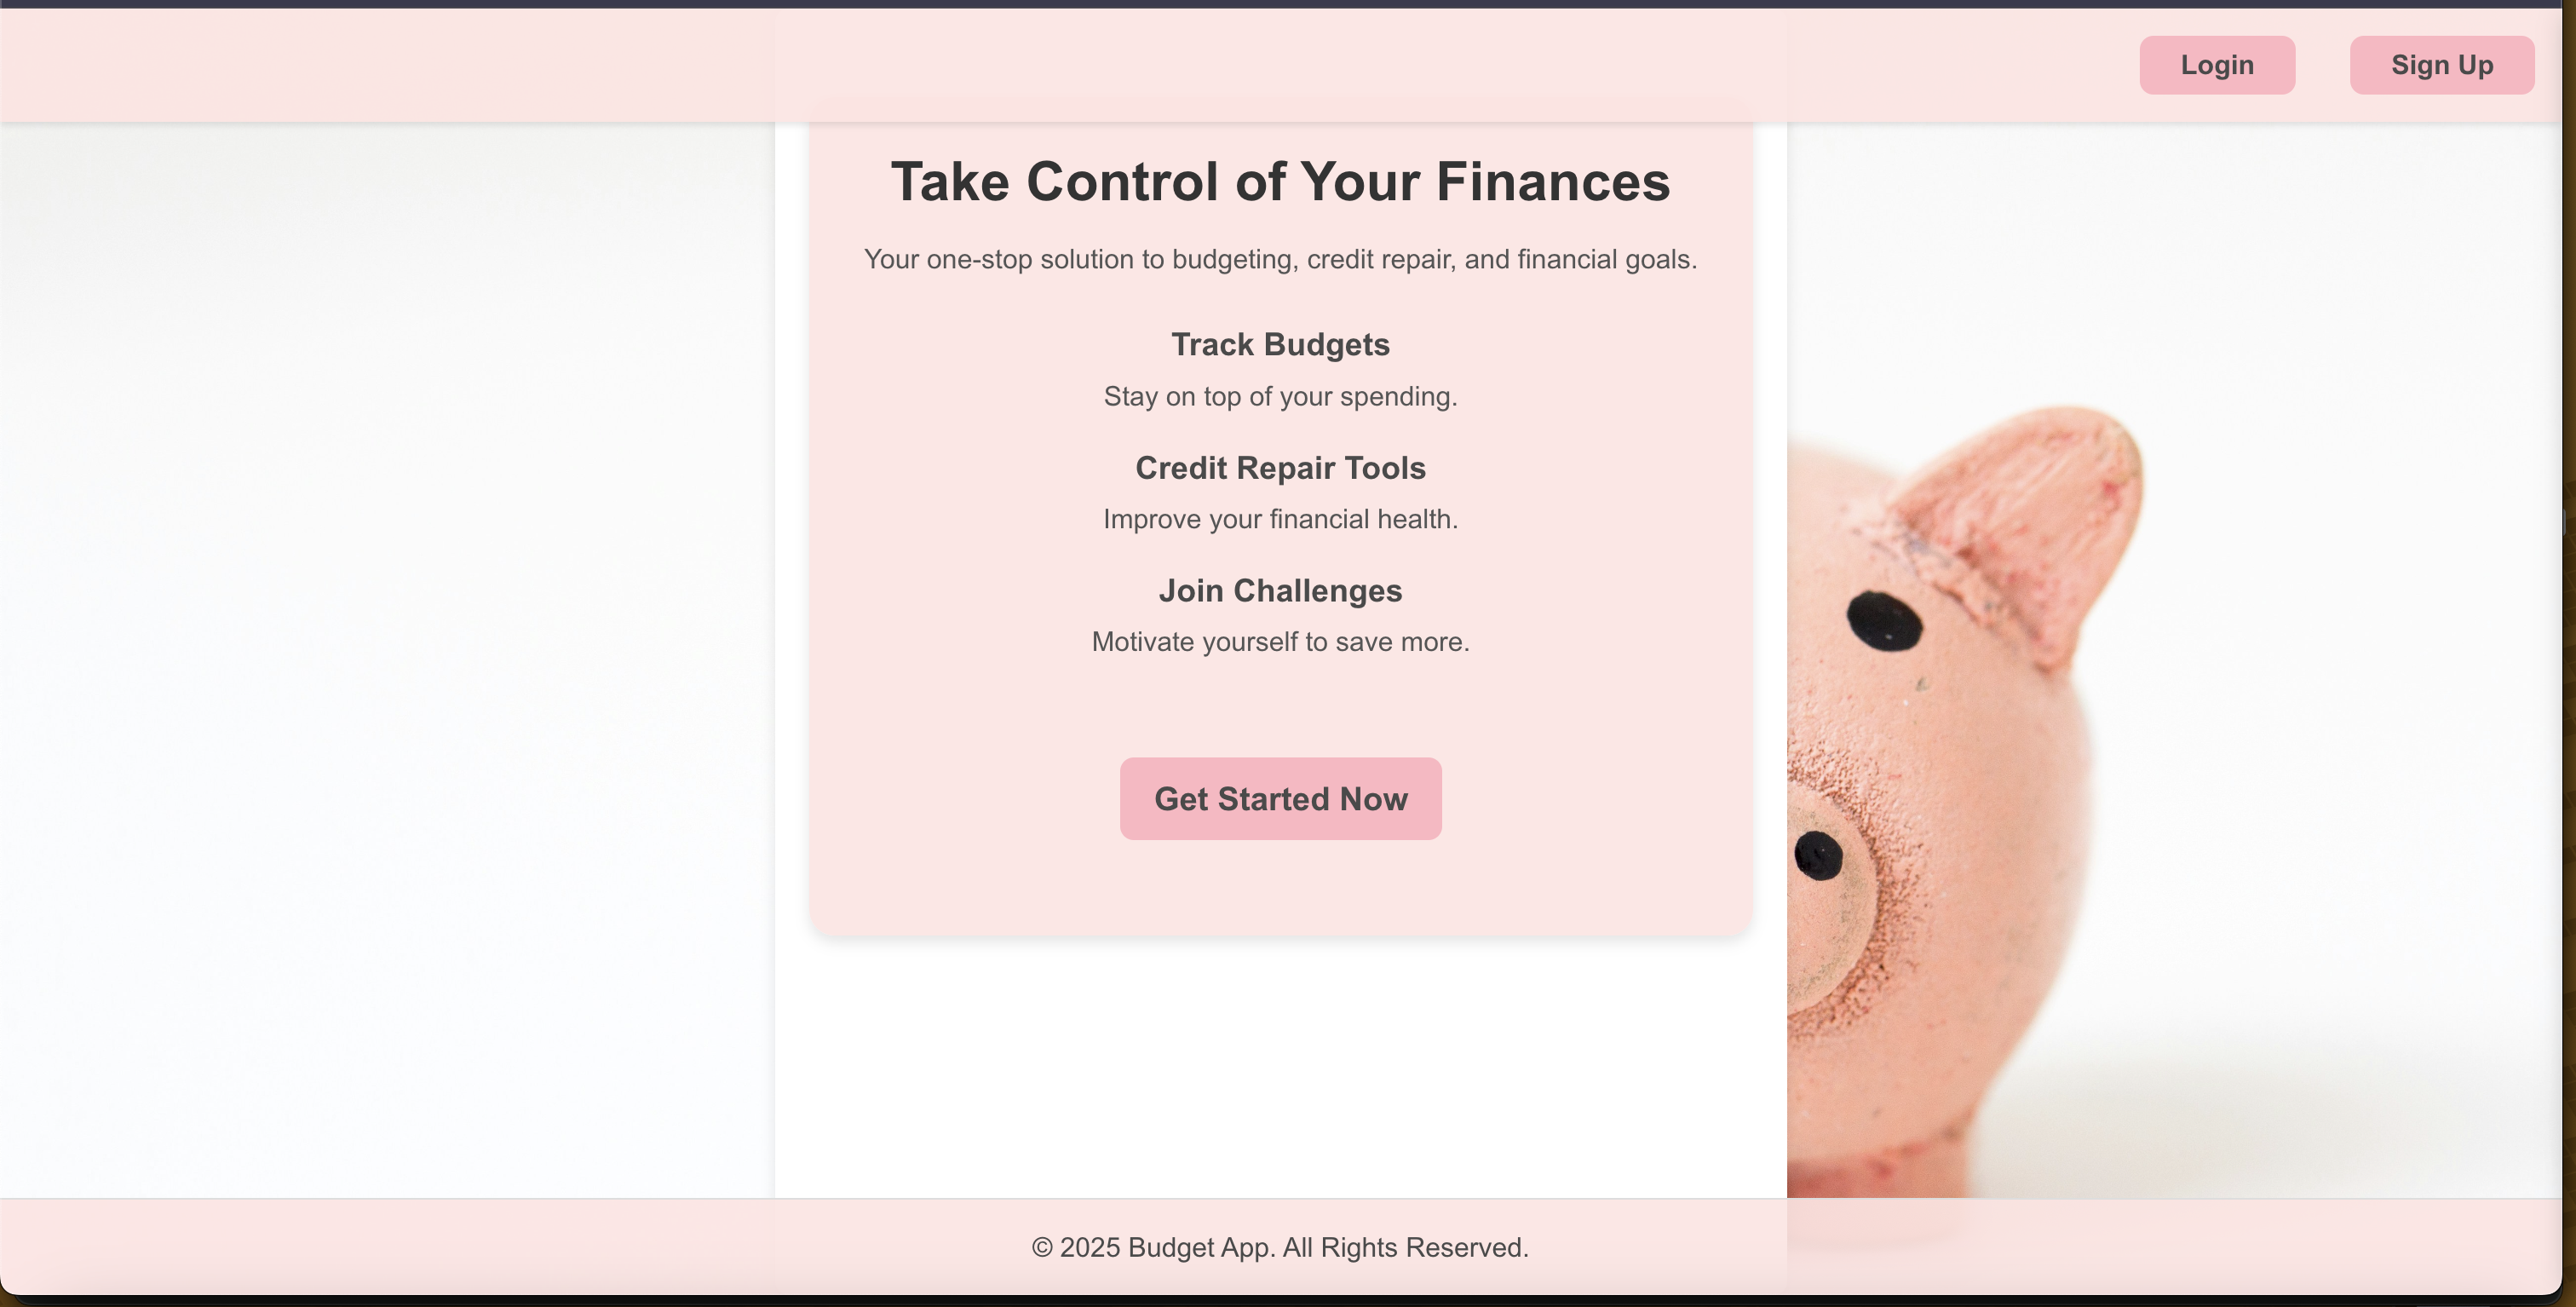 Login
Sign Up
Take Control of Your Finances
Your one-stop solution to budgeting, credit repair, and financial goals.
Track Budgets
Stay on top of your spending.
Credit Repair Tools
Improve your financial health.
Join Challenges
Motivate yourself to save more.
Get Started Now
© 2025 Budget App. All Rights Reserved.